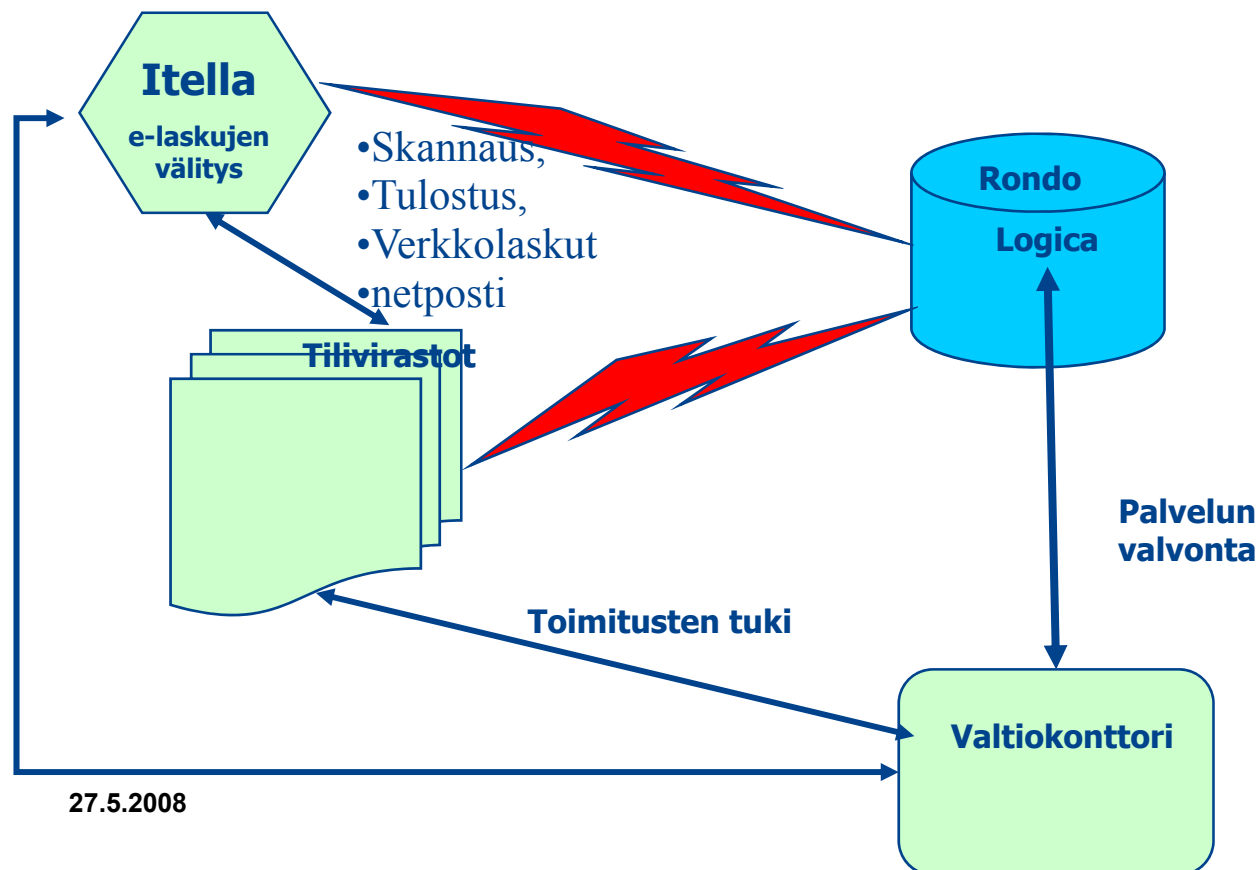 Itella
e-laskujen
välitys
•Skannaus,
•Tulostus,
•Verkkolaskut
•netposti
Rondo
Logica
Tilivirastot
Palvelun
valvonta
Toimitusten tuki
Valtiokonttori
27.5.2008